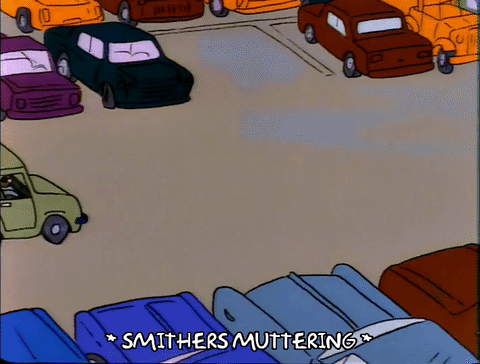 * SMITHERS MUTTERING *